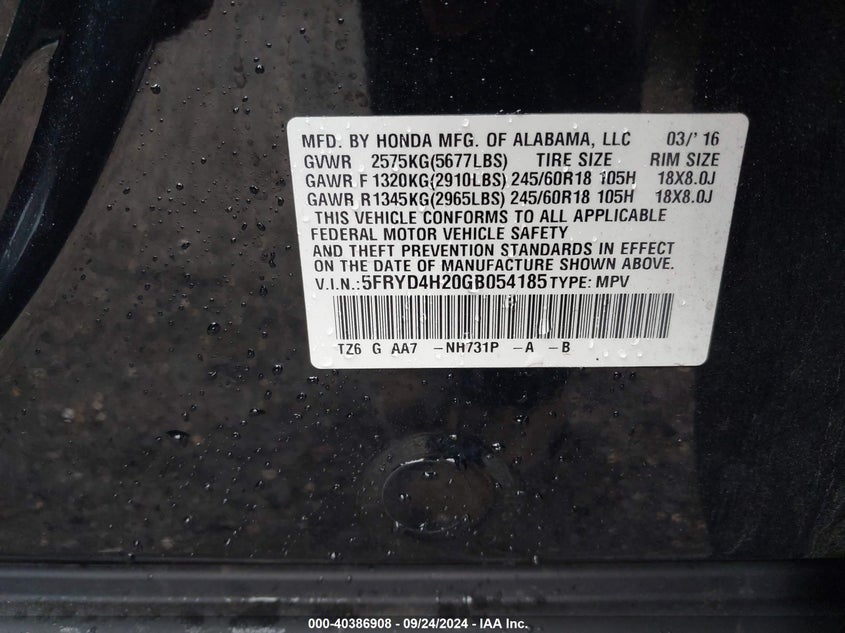 MFD. BY HONDA MFG. OF ALABAMA, LLC 03/'16
GVWR 2575KG(5677LBS) TIRE SIZE RIM SIZE
GAWR F 1320KG(2910LBS) 245/60R18 105H 18X8.0J
GAWR R1345KG(2965LBS) 245/60R18 105H 18X8.0J
THIS VEHICLE CONFORMS TO ALL APPLICABLE
FEDERAL MOTOR VEHICLE SAFETY
AND THEFT PREVENTION STANDARDS IN EFFECT
ON THE DATE OF MANUFACTURE SHOWN ABOVE.
V.I.N.:5FRYD4H20GB054185 TYPE: MPV
TZ6 G AA7 -NH731P -A -B
000-40386908 - 09/24/2024 - IAA Inc.